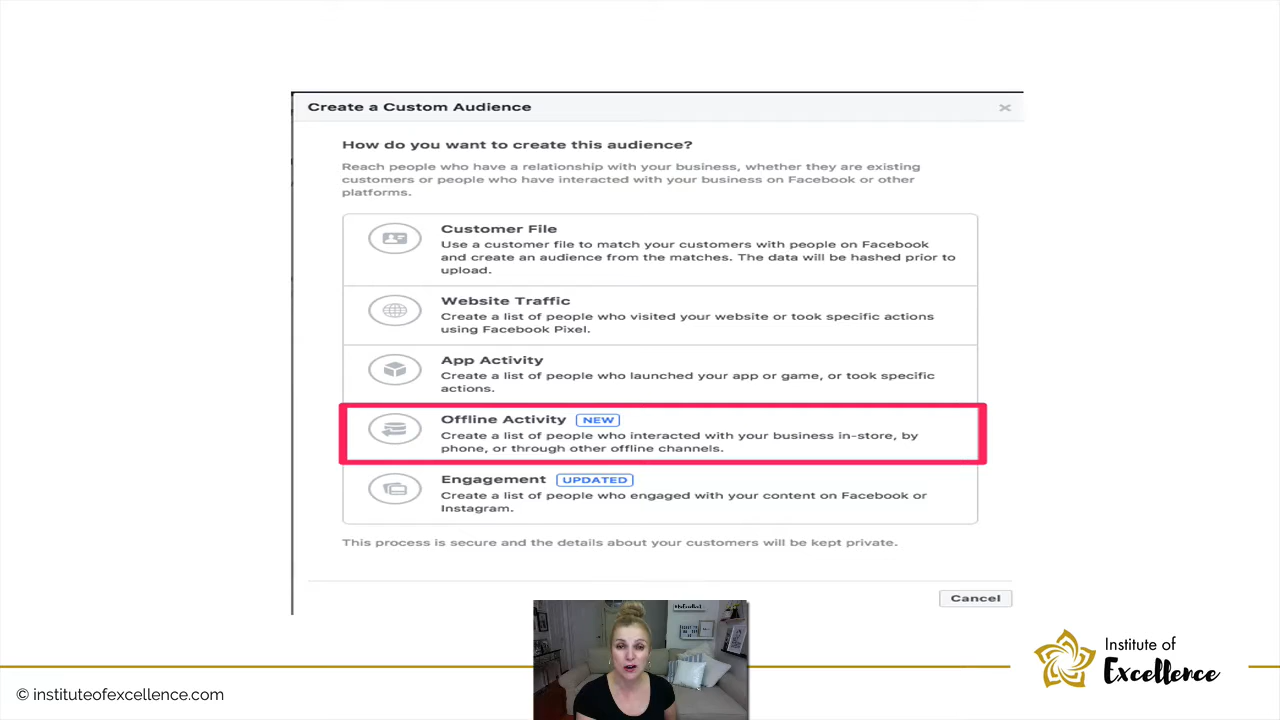 Create a Custom Audience
How do you want to create this audience?
Reach people who have a relationship with your business, whether they are existing
customers or people who have interacted with your business on Facebook or other
platforms.
Customer File
Use a customer file to match your customers with people on Facebook
and create an audience from the matches. The data will be hashed prior to
upload.
Website Traffic
Create a list of people who visited your website or took specific actions
using Facebook Pixel.
App Activity
Create a list of people who launched your app or game, or took specific
actions.
Offline Activity NEW
Create a list of people who interacted with your business in-store, by
phone, or through other offline channels.
Engagement UPDATED
Create a list of people who engaged with your content on Facebook or
Instagram.
This process is secure and the details about your customers will be kept private.
Cancel
Institute of
Excellence
© instituteofexcellence.com